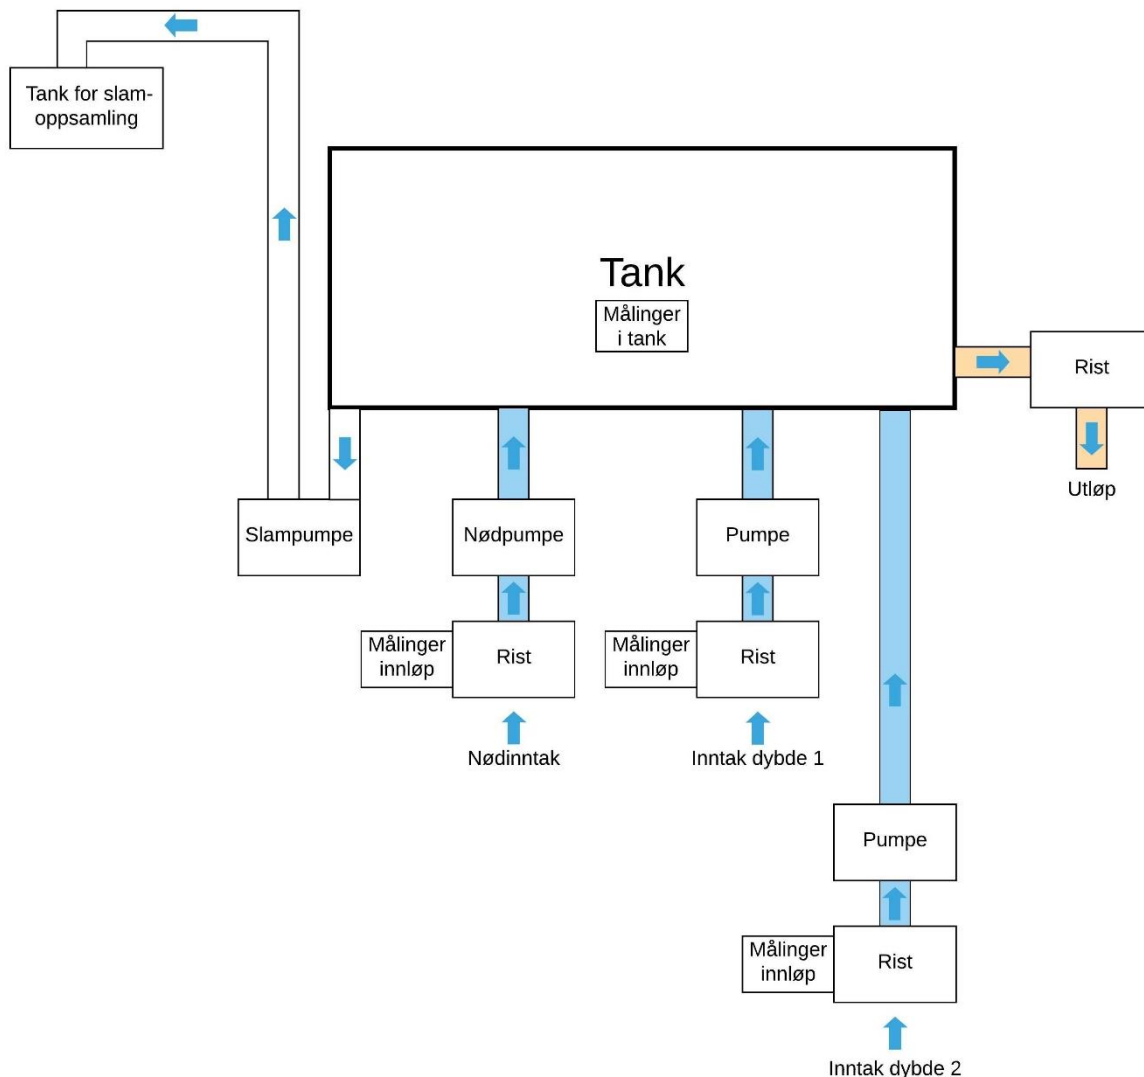 Tank for slam-
oppsamling
Tank
Målinger
i tank
Rist
Utløp
Slampumpe
Nødpumpe
Pumpe
Målinger
innløp
Rist
Målinger
innløp
Rist
Nødinntak
Inntak dybde 1
Pumpe
Målinger
innløp
Rist
Inntak dybde 2